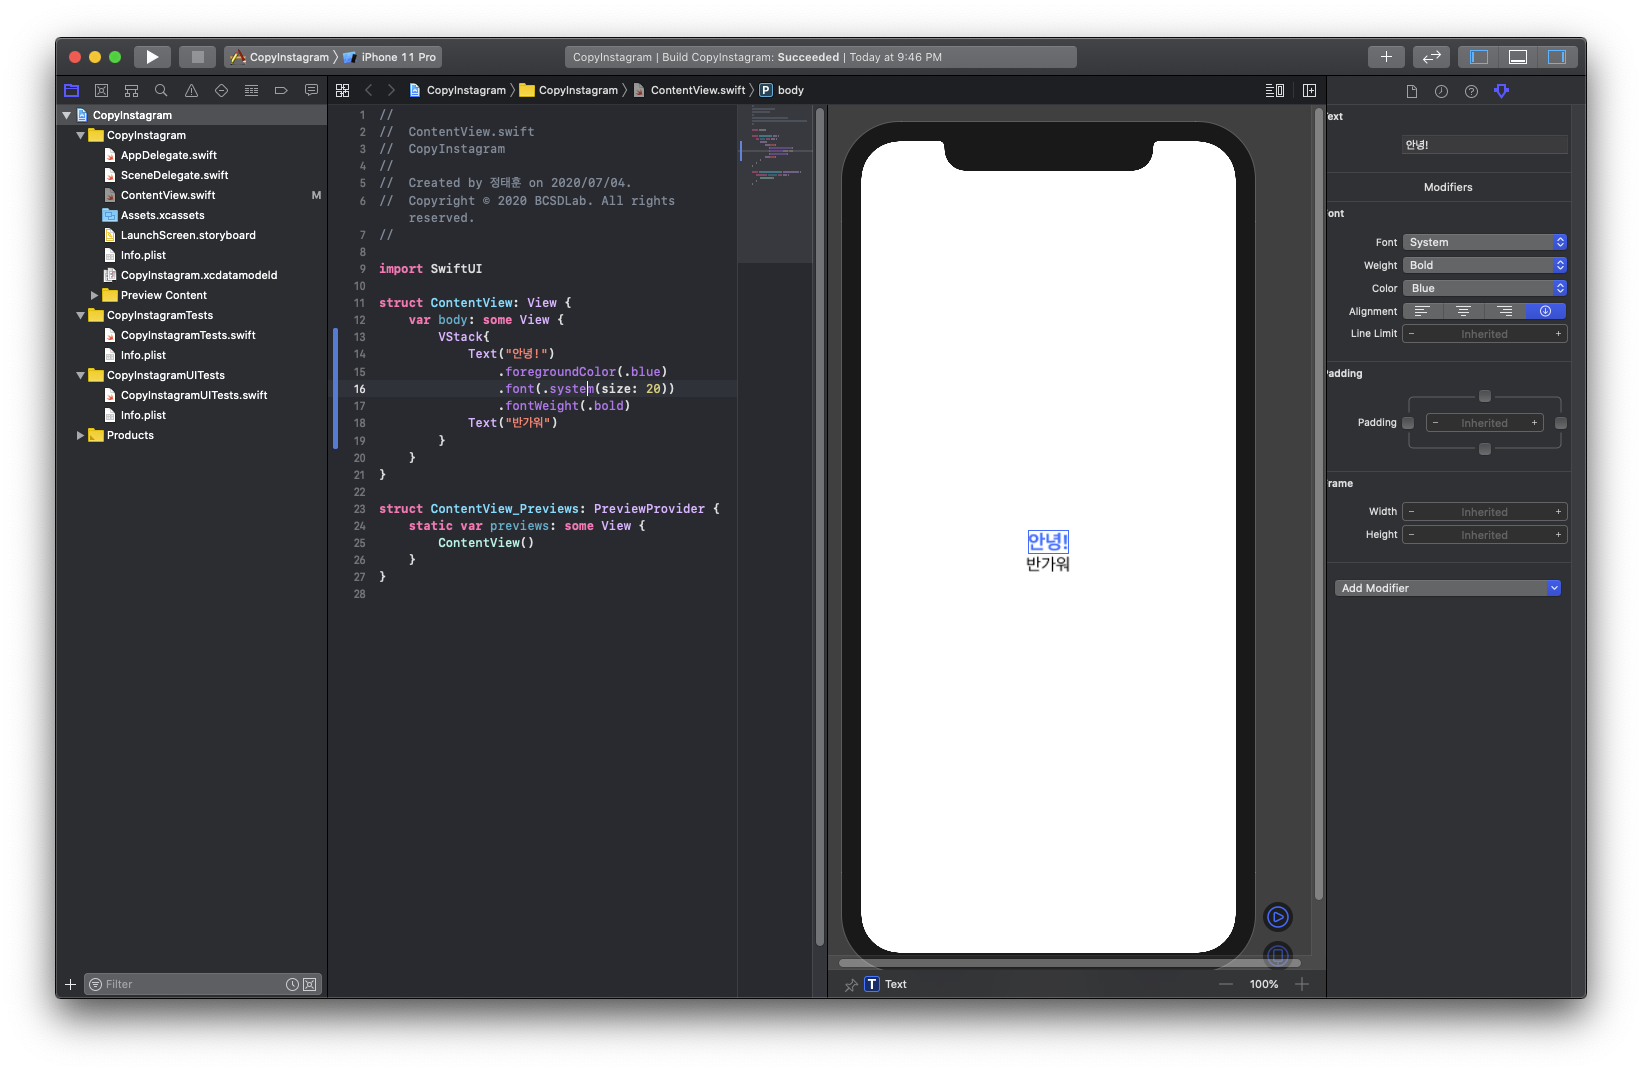 CopyInstagram 〉 iPhone 11 Pro
CopyInstagram | Build CopyInstagram: Succeeded | Today at 9:46 PM
CopyInstagram
CopyInstagram
AppDelegate.swift
SceneDelegate.swift
ContentView.swift M
Assets.xcassets
LaunchScreen.storyboard
Info.plist
CopyInstagram.xcdatamodeld
Preview Content
CopyInstagramTests
CopyInstagramTests.swift
Info.plist
CopyInstagramUITests
CopyInstagramUITests.swift
Info.plist
Products
Filter
CopyInstagram 〉 CopyInstagram 〉 ContentView.swift 〉 P body
1 //
2 //  ContentView.swift
3 //  CopyInstagram
4 //
5 //  Created by 정태훈 on 2020/07/04.
6 //  Copyright © 2020 BCSDLab. All rights
reserved.
7 //
8
9 import SwiftUI
10
11 struct ContentView: View {
12     var body: some View {
13         VStack{
14             Text("안녕!")
15                 .foregroundColor(.blue)
16                 .font(.system(size: 20))
17                 .fontWeight(.bold)
18             Text("반가워")
19         }
20     }
21 }
22
23 struct ContentView_Previews: PreviewProvider {
24     static var previews: some View {
25         ContentView()
26     }
27 }
28
안녕!
반가워
T Text
100%
ext
안녕!
Modifiers
ont
Font System
Weight Bold
Color Blue
Alignment
Line Limit − Inherited +
adding
Padding − Inherited +
rame
Width − Inherited +
Height − Inherited +
Add Modifier